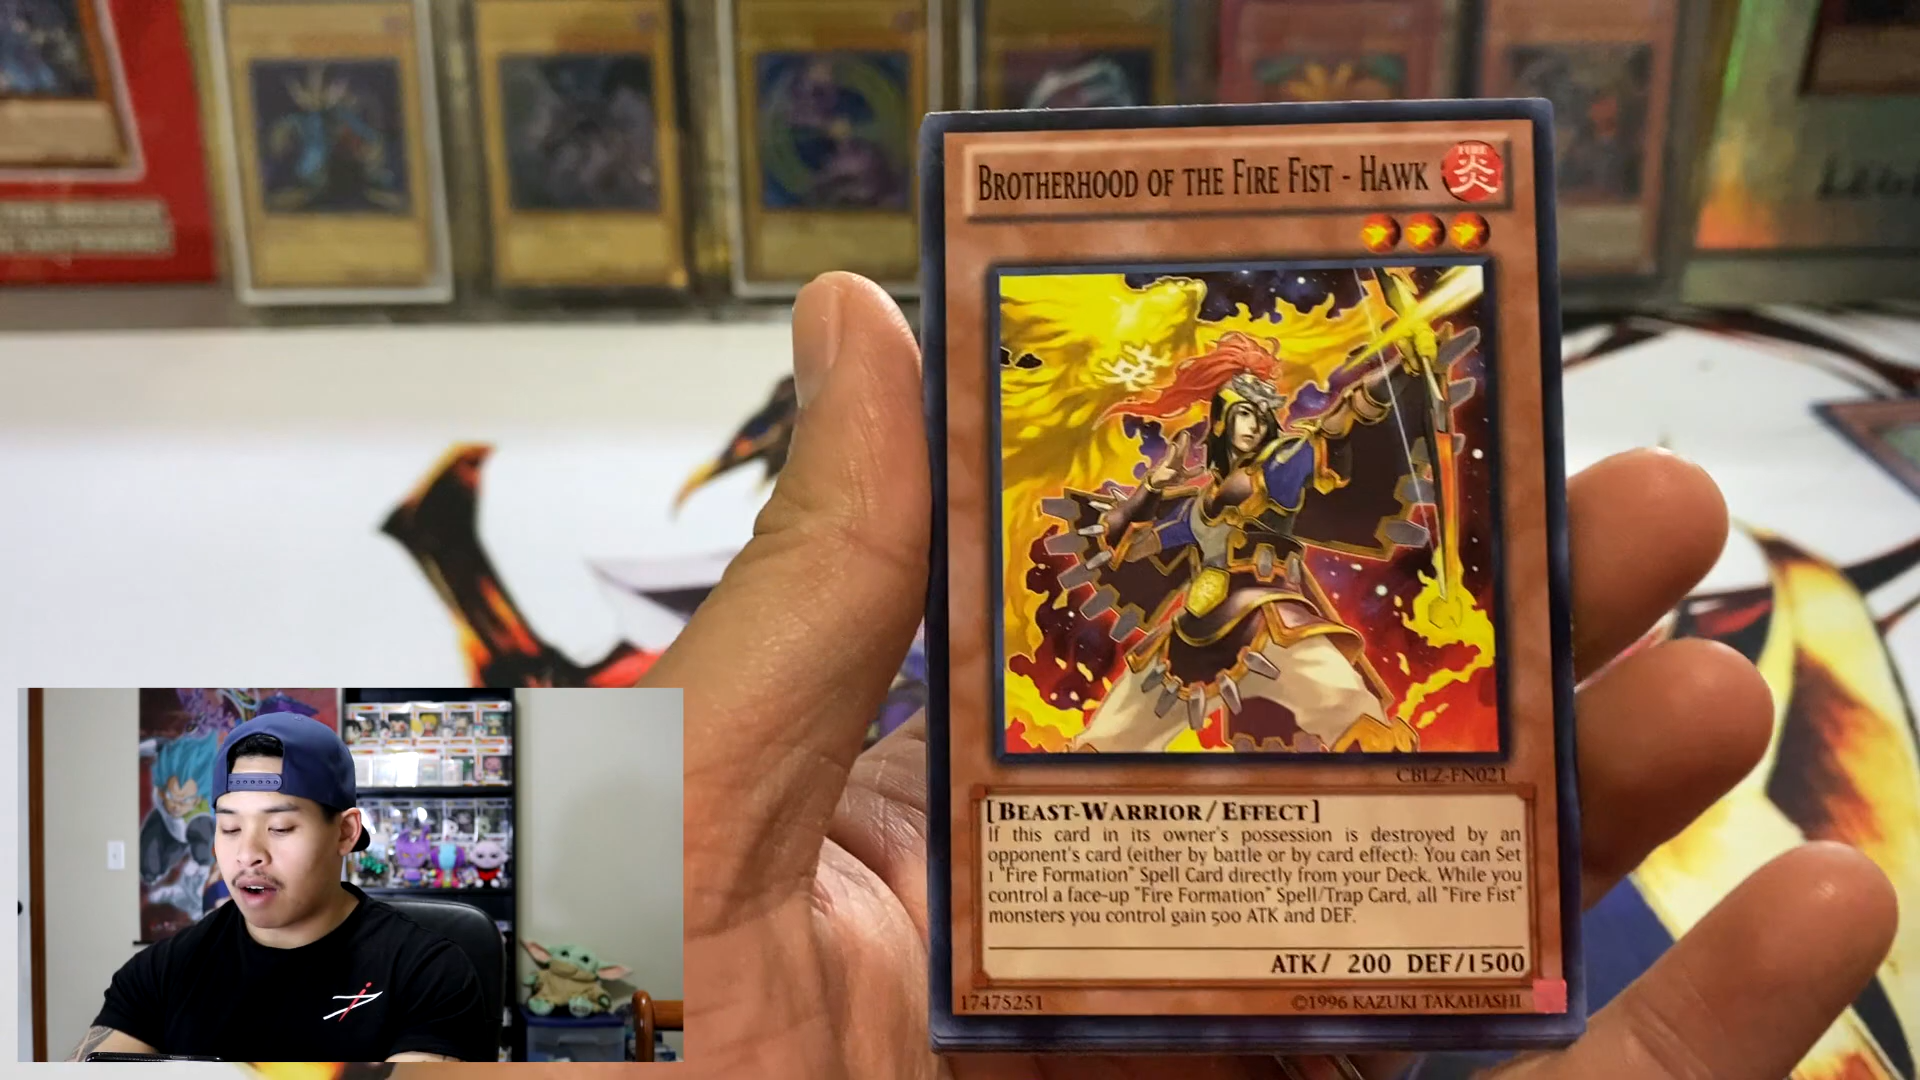 BROTHERHOOD OF THE FIRE FIST - HAWK
FIRE
炎
CBLZ-EN021
[BEAST-WARRIOR/EFFECT]
If this card in its owner's possession is destroyed by an
opponent's card (either by battle or by card effect): You can Set
1 "Fire Formation" Spell Card directly from your Deck. While you
control a face-up "Fire Formation" Spell/Trap Card, all "Fire Fist"
monsters you control gain 500 ATK and DEF.
ATK/ 200 DEF/1500
17475251
©1996 KAZUKI TAKAHASHI